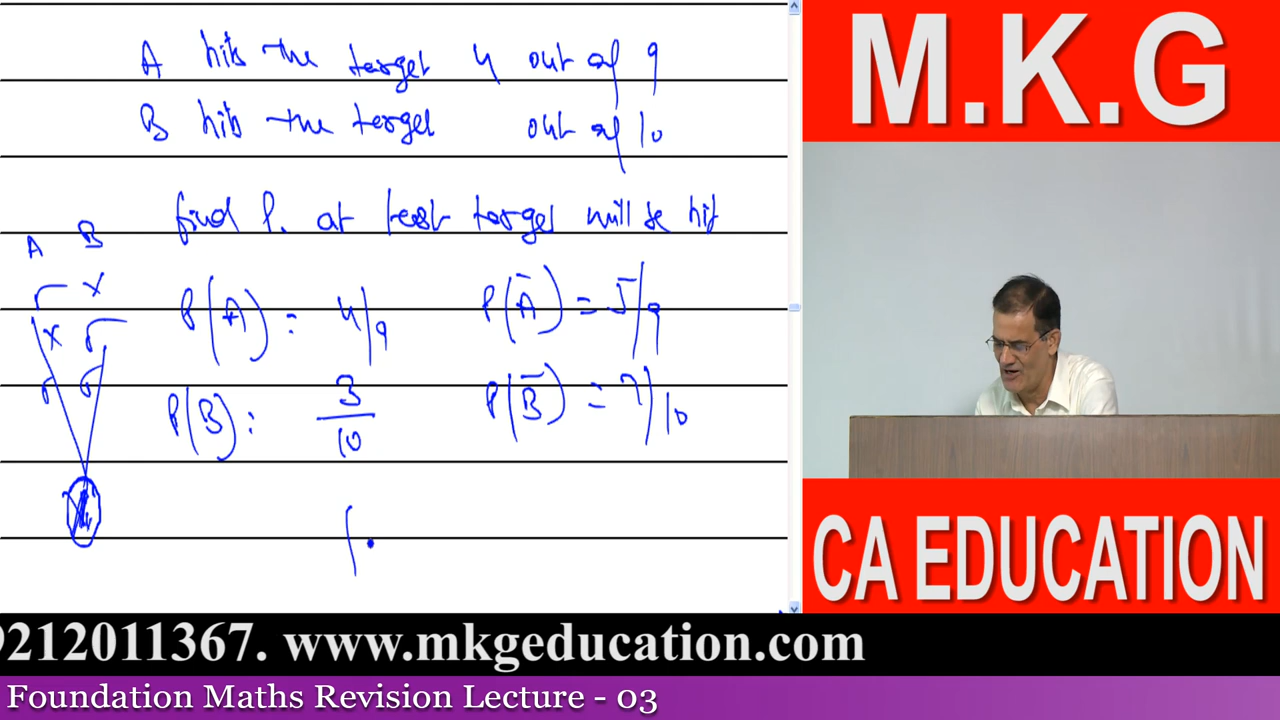 A hits the target 4 out of 9
B hits the target out of 10
find P. at least target will be hit
A B
✓ ×
× ✓
✓ ✓
P(A) = 4/9 P(Ā) = 5/9
P(B) : 3/10 P(B̄) = 7/10
M.K.G
CA EDUCATION
9212011367. www.mkgeducation.com
Foundation Maths Revision Lecture - 03